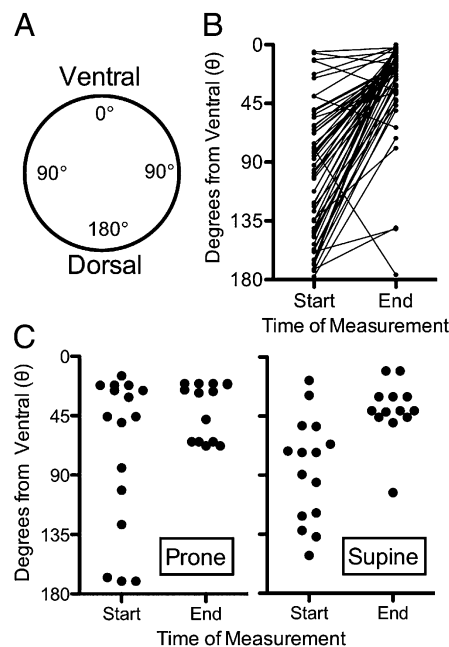 A
Ventral
0°
90°
90°
180°
Dorsal
B
Degrees from Ventral (θ)
0
45
90
135
180
Start
End
Time of Measurement
C
Degrees from Ventral (θ)
0
45
90
135
180
Prone
Supine
Start
End
Start
End
Time of Measurement